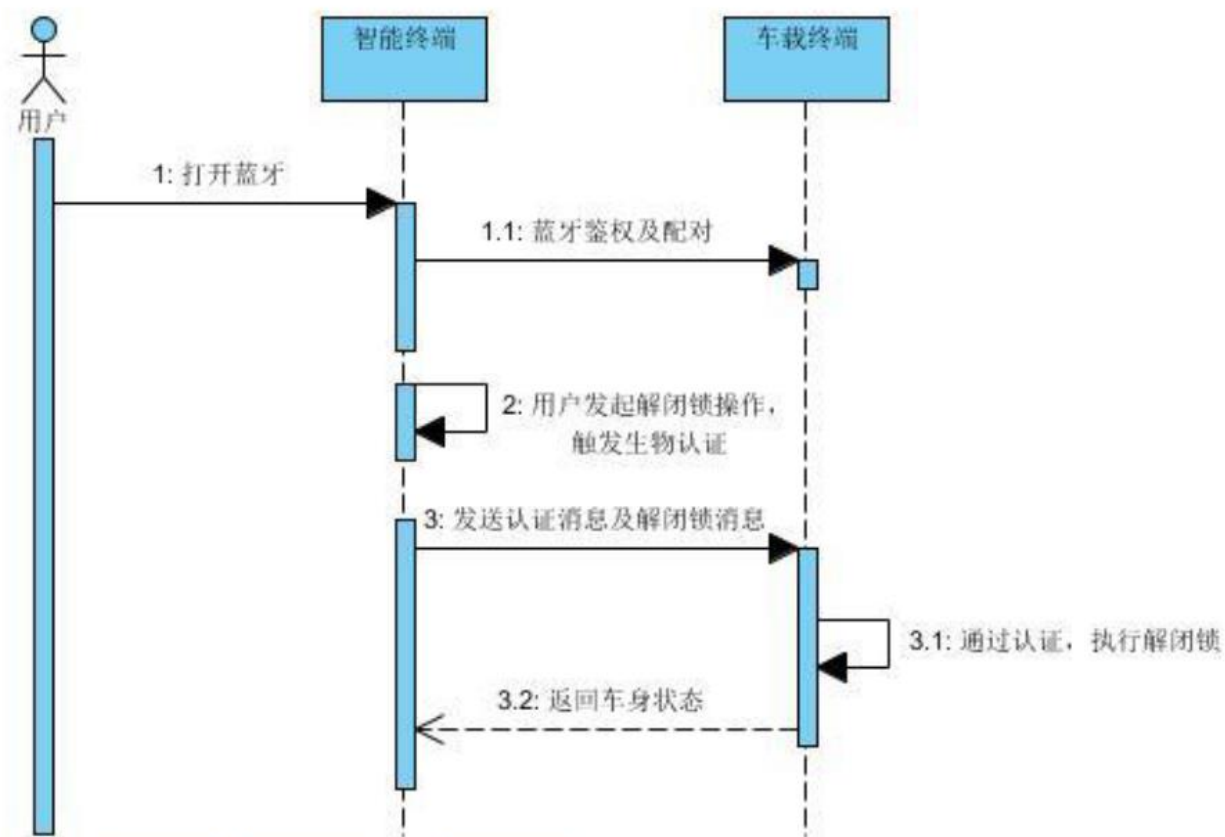 智能终端
车载终端
用户
1: 打开蓝牙
1.1: 蓝牙鉴权及配对
2: 用户发起解闭锁操作，
触发生物认证
3: 发送认证消息及解闭锁消息
3.1: 通过认证，执行解闭锁
3.2: 返回车身状态